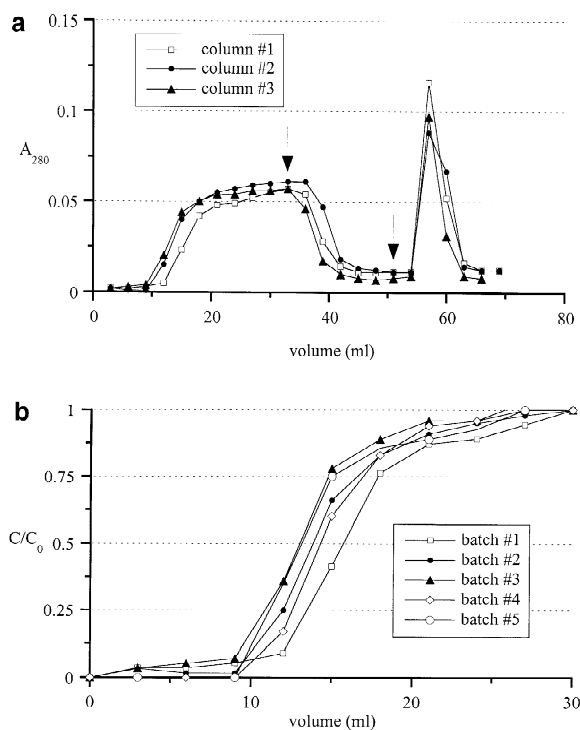 a
0.15
column #1
column #2
column #3
0.1
A280
0.05
0
0 20 40 60 80
volume (ml)
b
1
0.75
C/C0
0.5
batch #1
batch #2
batch #3
batch #4
batch #5
0.25
0
0 10 20 30
volume (ml)